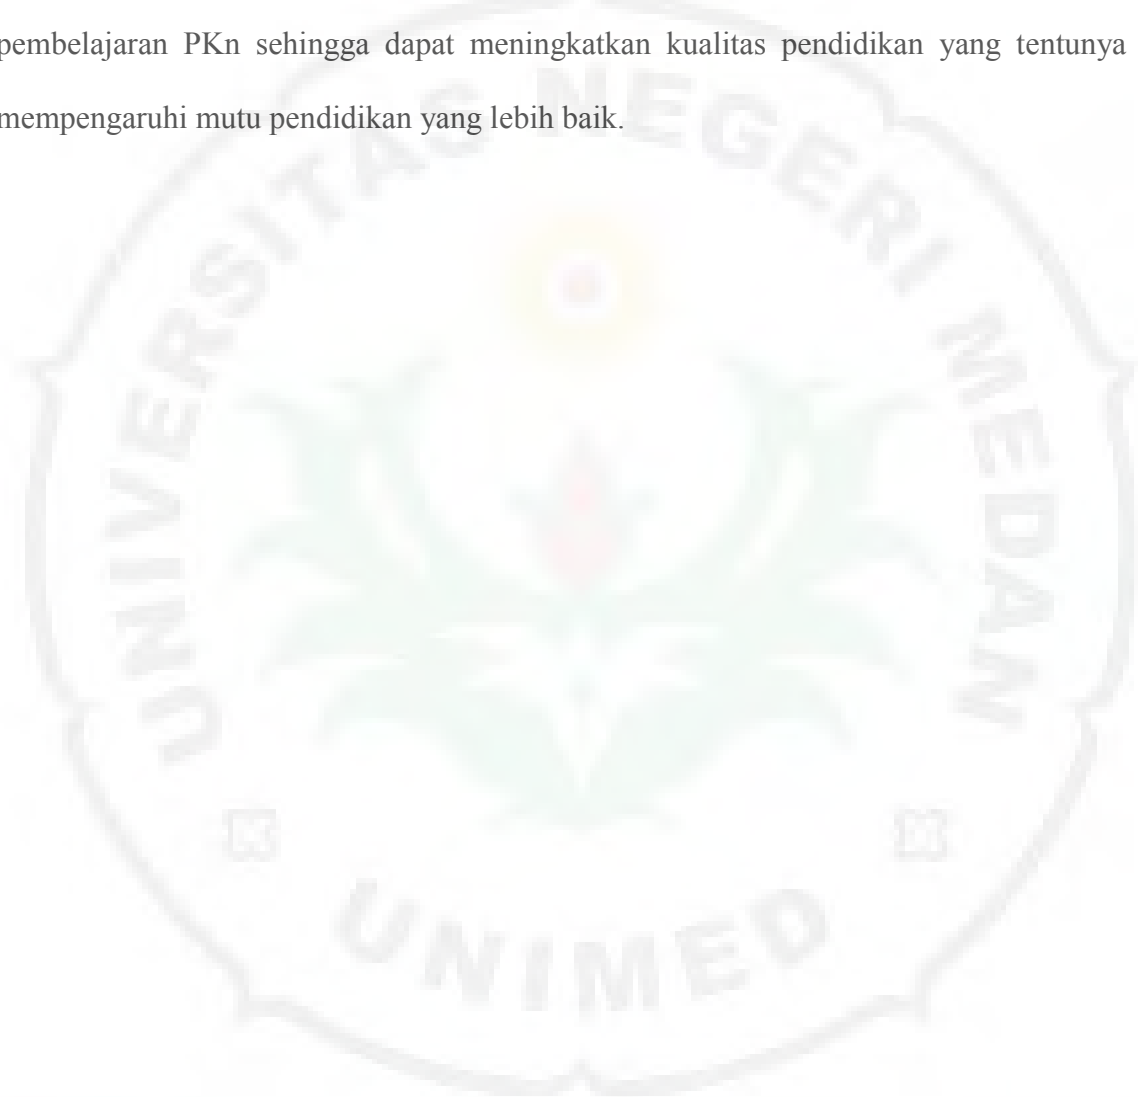 pembelajaran PKn sehingga dapat meningkatkan kualitas pendidikan yang tentunya
mempengaruhi mutu pendidikan yang lebih baik.
UNIVERSITAS NEGERI MEDAN
UNIMED